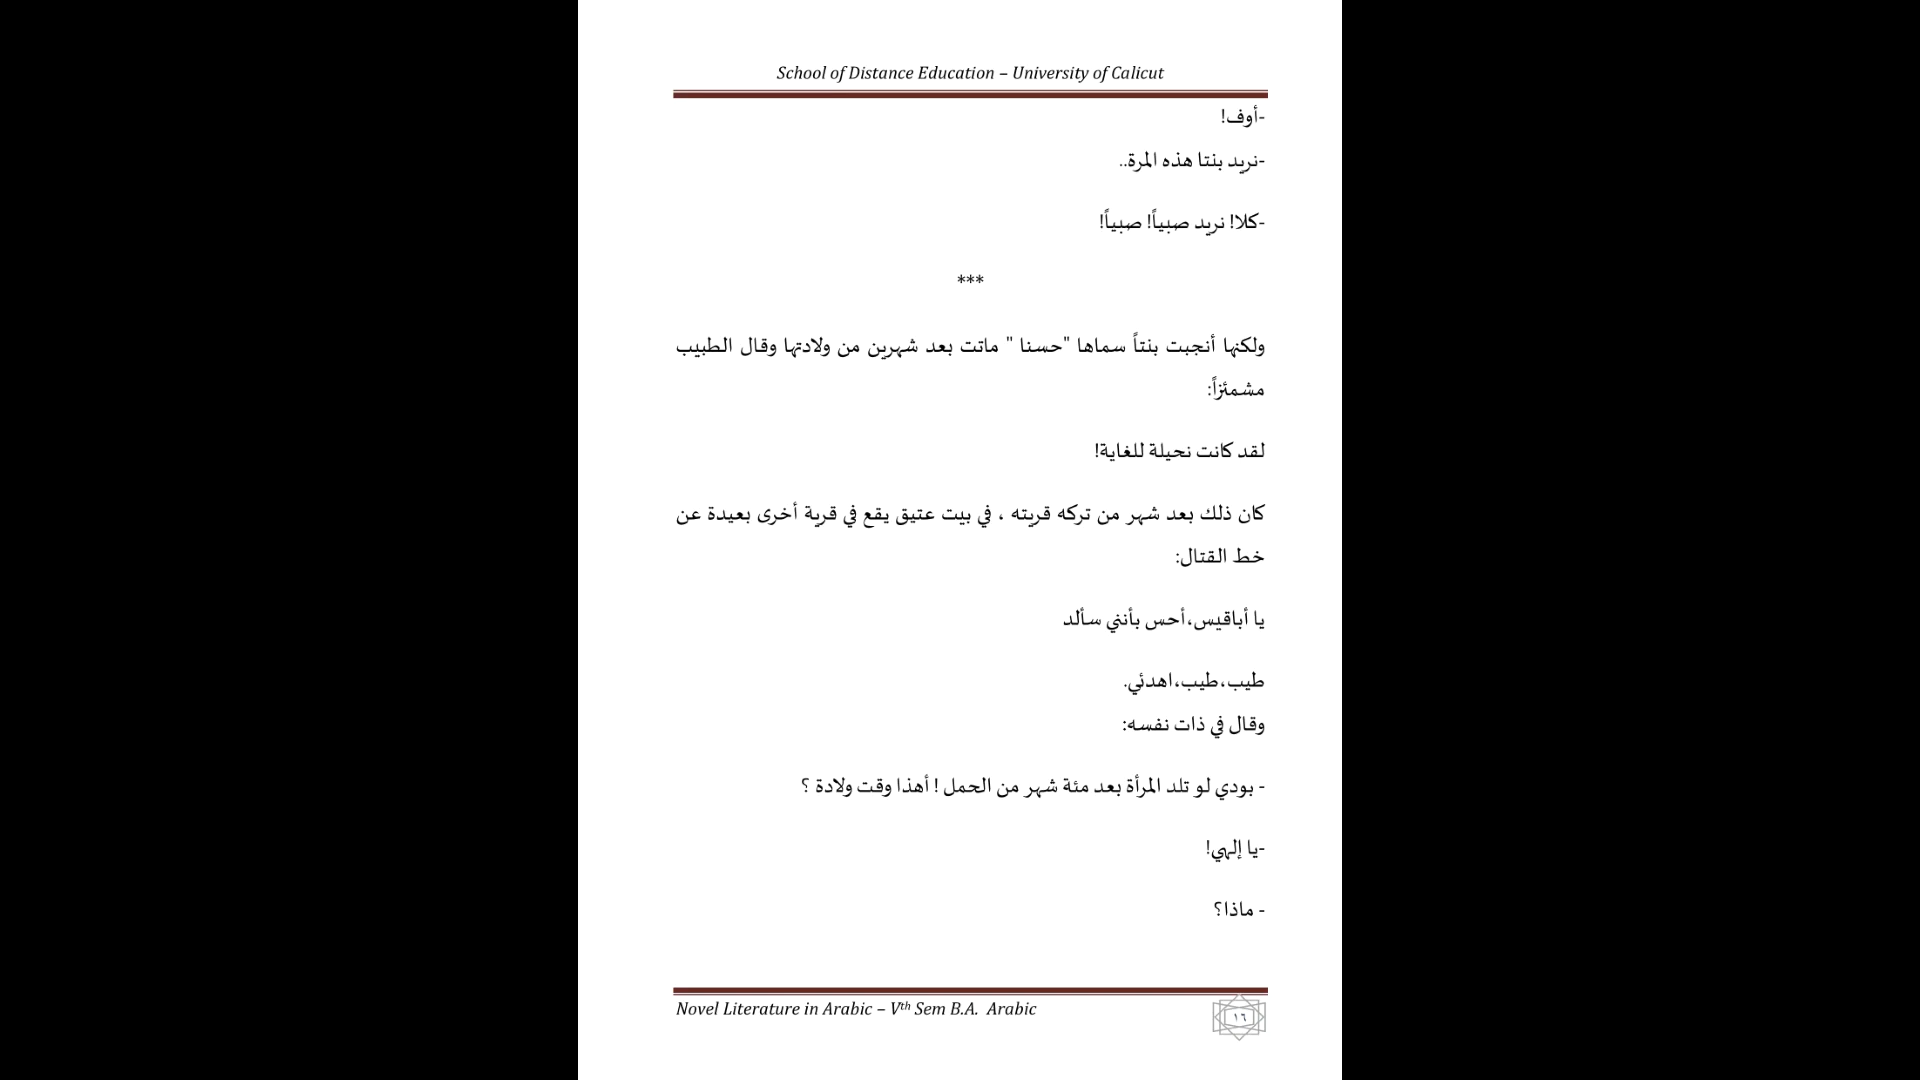 School of Distance Education – University of Calicut
-أوف!
-نريد بنتا هذه المرة..
-كلا! نريد صبياً! صبياً!
***
ولكنها أنجبت بنتاً سماها "حسنا " ماتت بعد شهرين من ولادتها وقال الطبيب
مشمئزاً:
لقد كانت نحيلة للغاية!
كان ذلك بعد شهر من تركه قريته ، في بيت عتيق يقع في قرية أخرى بعيدة عن
خط القتال:
يا أباقيس،أحس بأنني سألد
طيب،طيب،اهدئي.
وقال في ذات نفسه:
- بودي لو تلد المرأة بعد مئة شهر من الحمل ! أهذا وقت ولادة ؟
-يا إلهي!
- ماذا؟
Novel Literature in Arabic – Vth Sem B.A. Arabic
١٦